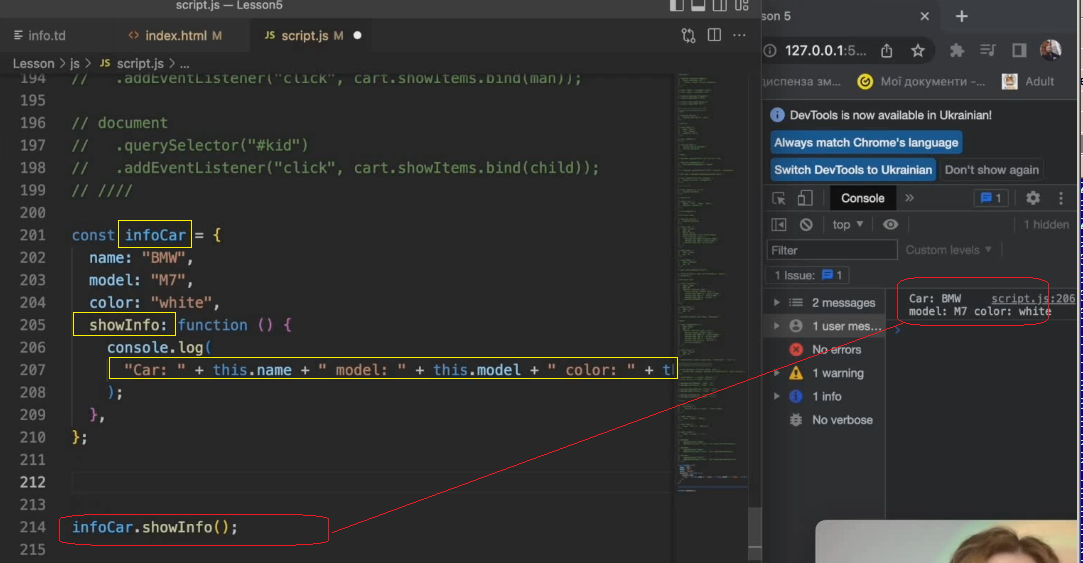 script.js — Lesson5
info.td
index.html M
JS script.js M
Lesson > js > JS script.js > ...
194 // .addEventListener("click", cart.showItems.bind(man));
195
196 // document
197 // .querySelector("#kid")
198 // .addEventListener("click", cart.showItems.bind(child));
199 // ////
200
201 const infoCar = {
202 name: "BMW",
203 model: "M7",
204 color: "white",
205 showInfo: function () {
206 console.log(
207 "Car: " + this.name + " model: " + this.model + " color: " + th
208 );
209 },
210 };
211
212
213
214 infoCar.showInfo();
215
son 5
127.0.0.1:5...
диспенза зм...
Мої документи -...
Adult
DevTools is now available in Ukrainian!
Always match Chrome's language
Switch DevTools to Ukrainian
Don't show again
Console
» 1
top
1 hidden
Filter
Custom levels
1 Issue: 1
2 messages
1 user mes...
No errors
1 warning
1 info
No verbose
Car: BMW script.js:206
model: M7 color: white